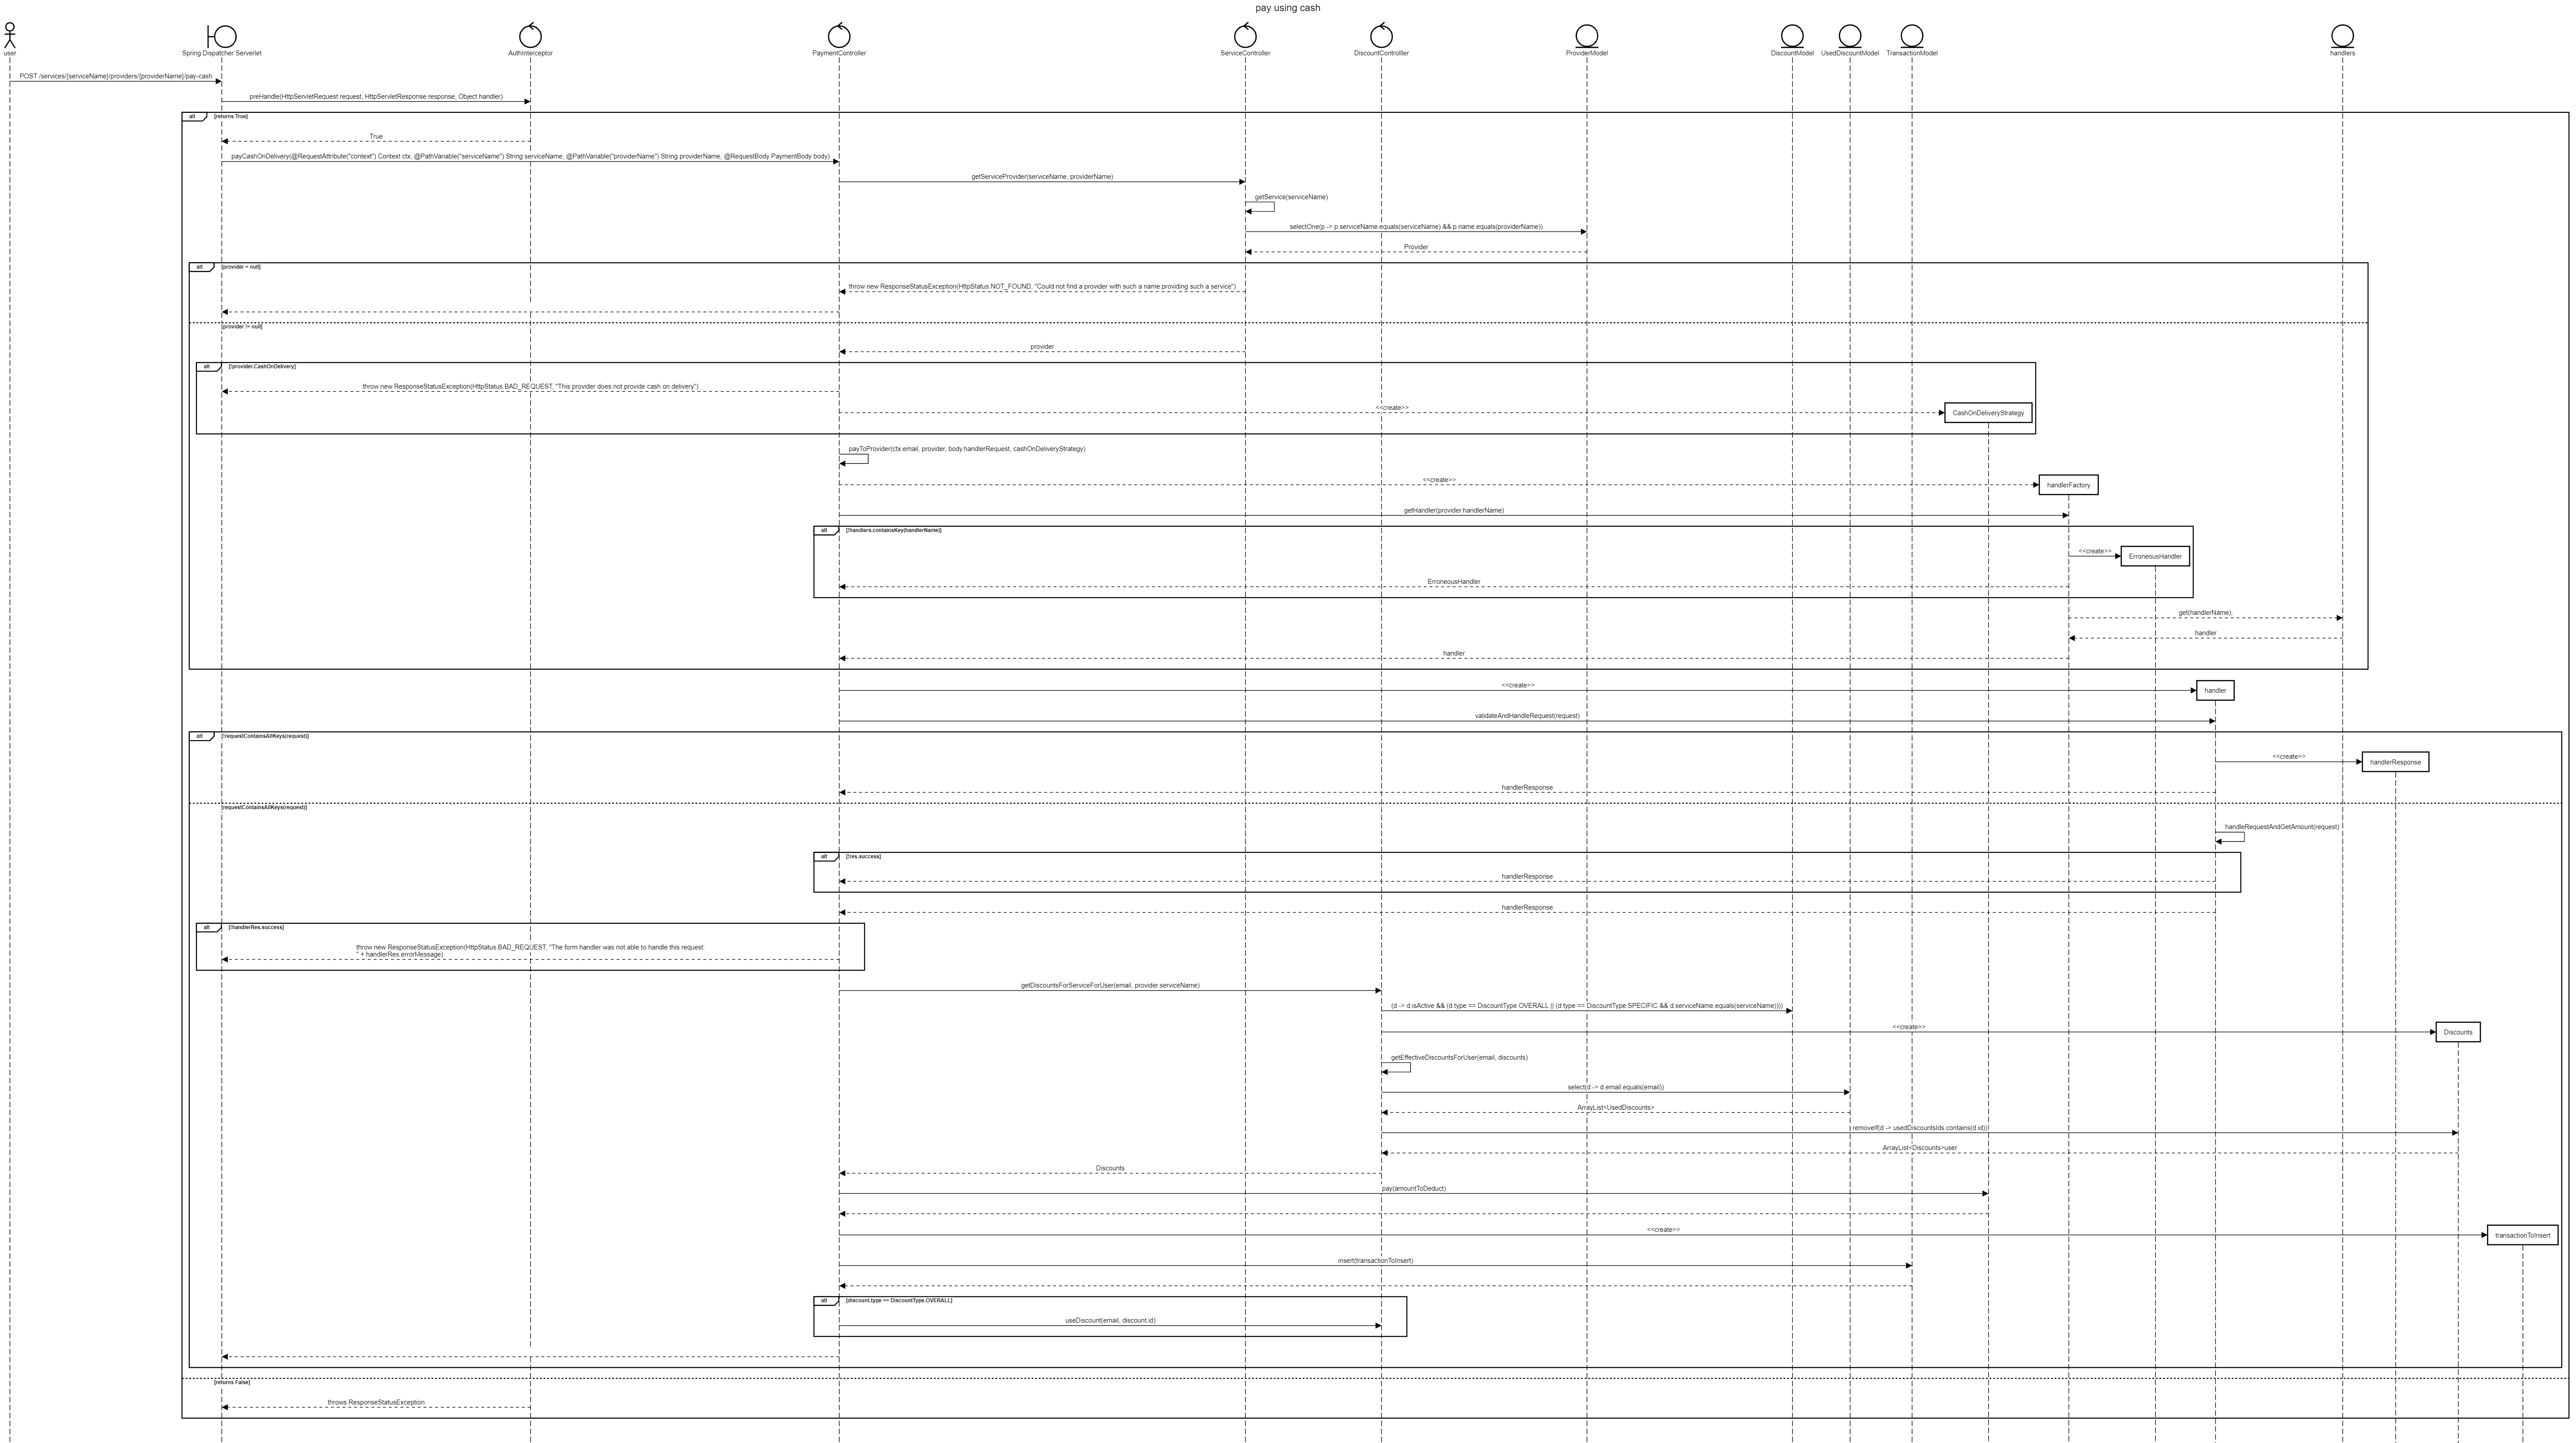 pay using cash
user
Spring Dispatcher Serverlet
AuthInterceptor
PaymentController
ServiceController
DiscountControlller
ProviderModel
DiscountModel
UsedDiscountModel
TransactionModel
handlers
POST /services/{serviceName}/providers/{providerName}/pay-cash
preHandle(HttpServletRequest request, HttpServletResponse response, Object handler)
alt [returns True]
True
payCashOnDelivery(@RequestAttribute("context") Context ctx, @PathVariable("serviceName") String serviceName, @PathVariable("providerName") String providerName, @RequestBody PaymentBody body)
getServiceProvider(serviceName, providerName)
getService(serviceName)
selectOne(p -> p.serviceName.equals(serviceName) && p.name.equals(providerName))
Provider
alt [provider = null]
throw new ResponseStatusException(HttpStatus.NOT_FOUND, "Could not find a provider with such a name providing such a service")
[provider != null]
provider
alt [!provider.CashOnDelivery]
throw new ResponseStatusException(HttpStatus.BAD_REQUEST, "This provider does not provide cash on delivery")
<<create>>
CashOnDeliveryStrategy
payToProvider(ctx.email, provider, body.handlerRequest, cashOnDeliveryStrategy)
<<create>>
handlerFactory
getHandler(provider.handlerName)
alt [!handlers.containsKey(handlerName)]
<<create>>
ErroneousHandler
ErroneousHandler
get(handlerName);
handler
handler
<<create>>
handler
validateAndHandleRequest(request)
alt [!requestContainsAllKeys(request)]
<<create>>
handlerResponse
handlerResponse
[requestContainsAllKeys(request)]
handleRequestAndGetAmount(request)
alt [!res.success]
handlerResponse
handlerResponse
alt [!handlerRes.success]
throw new ResponseStatusException(HttpStatus.BAD_REQUEST, "The form handler was not able to handle this request:
" + handlerRes.errorMessage)
getDiscountsForServiceForUser(email, provider.serviceName)
(d -> d.isActive && (d.type == DiscountType.OVERALL || (d.type == DiscountType.SPECIFIC && d.serviceName.equals(serviceName))))
<<create>>
Discounts
getEffectiveDiscountsForUser(email, discounts)
select(d -> d.email.equals(email))
ArrayList<UsedDiscounts>
removeIf(d -> usedDiscountsIds.contains(d.id))
ArrayList<Discounts>user
Discounts
pay(amountToDeduct)
<<create>>
transactionToInsert
insert(transactionToInsert)
alt [discount.type == DiscountType.OVERALL]
useDiscount(email, discount.id)
[returns False]
throws ResponseStatusException